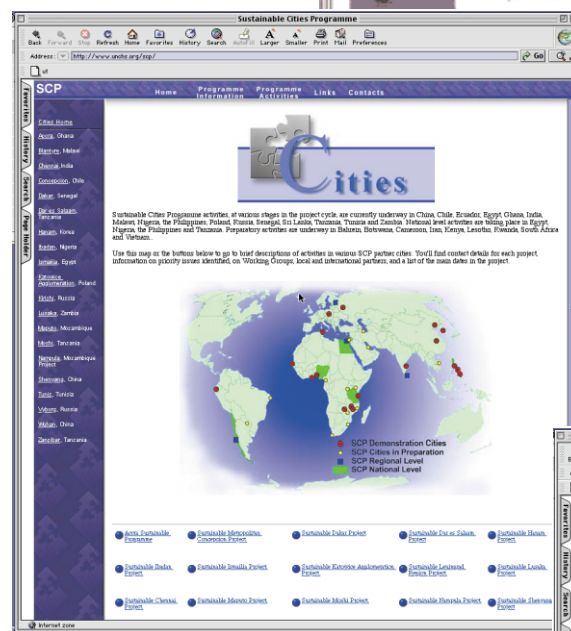 Sustainable Cities Programme
Back Forward Stop Refresh Home Favorites History Search AutoFill Larger Smaller Print Mail Preferences
Address: http://www.unchs.org/scp/ Go
ut
Favorites
History
Search
Page Holder
SCP
Home Programme Information Programme Activities Links Contacts
Cities Home
Accra, Ghana
Blantyre, Malawi
Chennai, India
Concepcion, Chile
Dakar, Senegal
Dar es Salaam, Tanzania
Hanam, Korea
Ibadan, Nigeria
Ismailia, Egypt
Katowice Agglomeration, Poland
Kirishi, Russia
Lusaka, Zambia
Maputo, Mozambique
Moshi, Tanzania
Nampula, Mozambique Project
Shenyang, China
Tunis, Tunisia
Vyborg, Russia
Wuhan, China
Zanzibar, Tanzania
Cities
Sustainable Cities Programme activities, at various stages in the project cycle, are currently underway in China, Chile, Ecuador, Egypt, Ghana, India,
Malawi, Nigeria, the Philippines, Poland, Russia, Senegal, Sri Lanka, Tanzania, Tunisia and Zambia. National level activities are taking place in Egypt,
Nigeria, the Philippines and Tanzania. Preparatory activities are underway in Bahrein, Botswana, Cameroon, Iran, Kenya, Lesotho, Rwanda, South Africa
and Vietnam.
Use this map or the buttons below to go to brief descriptions of activities in various SCP partner cities. You'll find contact details for each project,
information on priority issues identified, on Working Groups, local and international partners, and a list of the main dates in the project
SCP Demonstration Cities
SCP Cities in Preparation
SCP Regional Level
SCP National Level
Accra Sustainable Programme
Sustainable Metropolitan Concepcion Project
Sustainable Dakar Project
Sustainable Dar es Salaam Project
Sustainable Hanam Project
Sustainable Ibadan Project
Sustainable Ismailia Project
Sustainable Katowice Agglomeration Project
Sustainable Leningrad Region Project
Sustainable Lusaka Project
Sustainable Chennai Project
Sustainable Maputo Project
Sustainable Moshi Project
Sustainable Nampula Project
Sustainable Shenyang Project
Internet zone
Favorites
History
Search